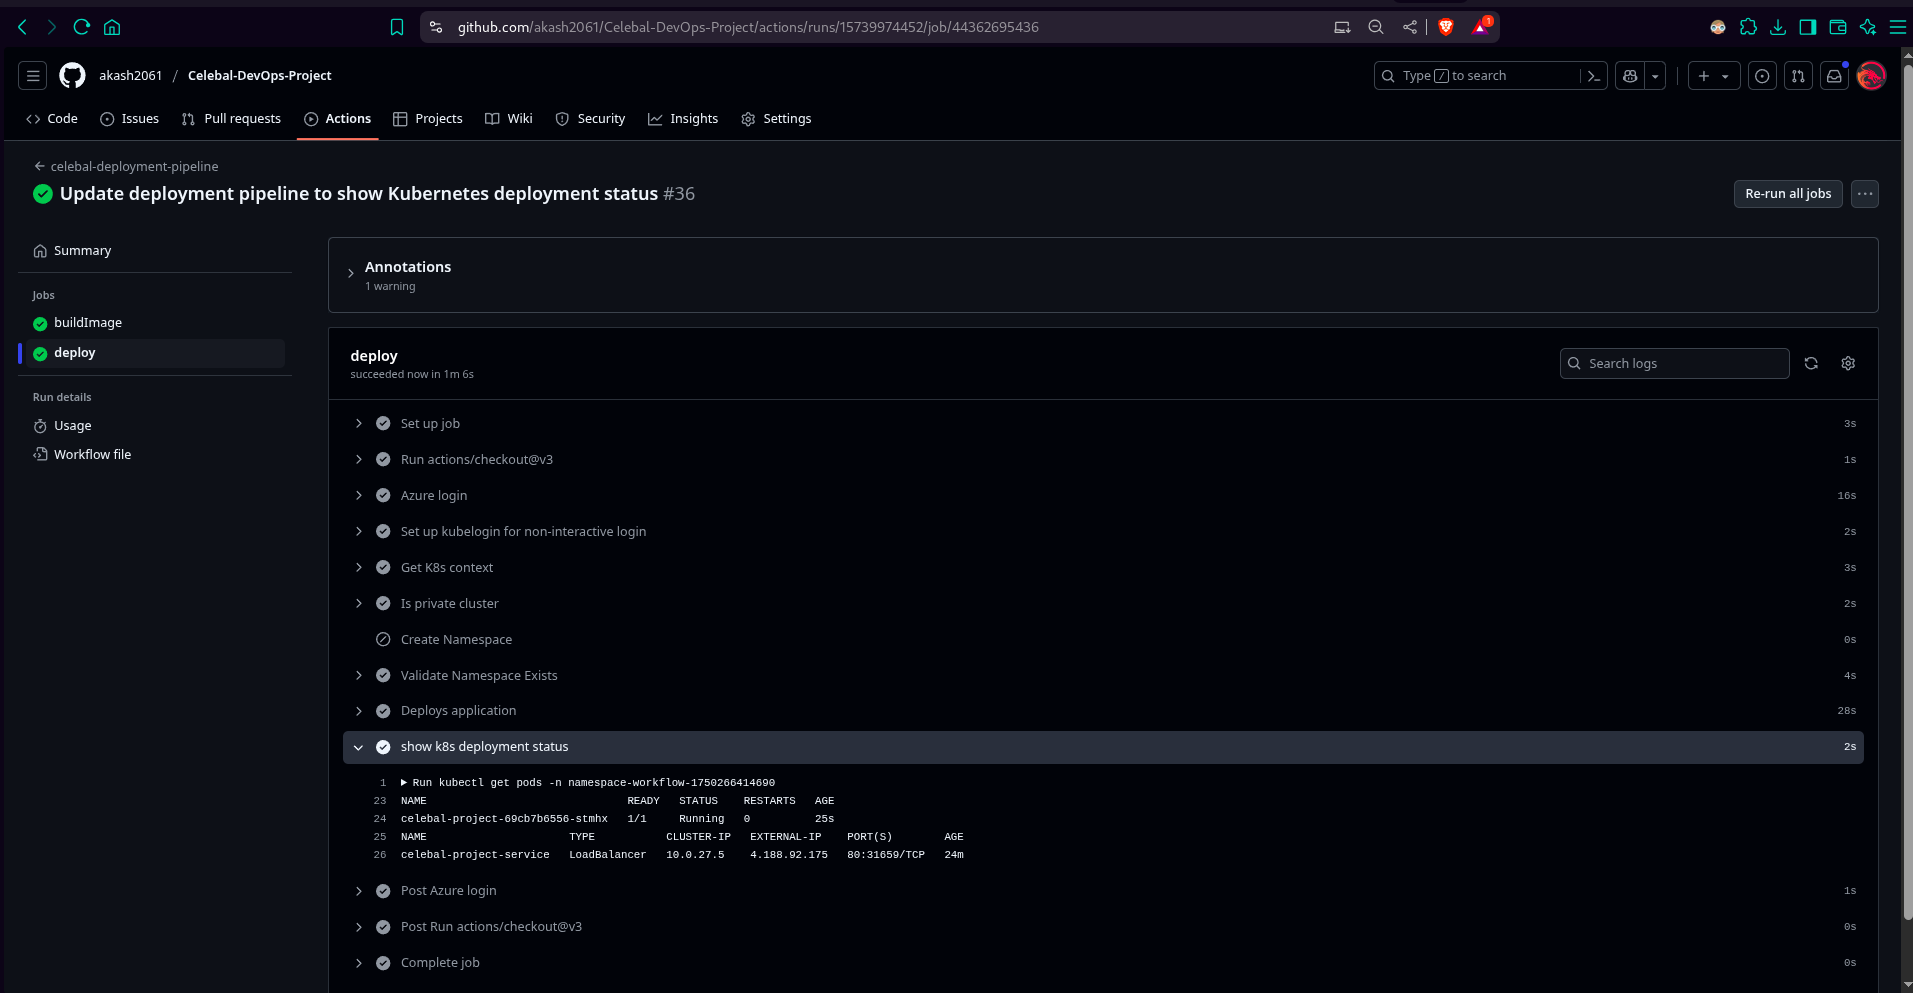 github.com/akash2061/Celebal-DevOps-Project/actions/runs/15739974452/job/44362695436
1
akash2061 / Celebal-DevOps-Project
Type / to search
Code Issues Pull requests Actions Projects Wiki Security Insights Settings
celebal-deployment-pipeline
Update deployment pipeline to show Kubernetes deployment status #36
Re-run all jobs
Summary
Jobs
buildImage
deploy
Run details
Usage
Workflow file
Annotations
1 warning
deploy
succeeded now in 1m 6s
Search logs
Set up job 3s
Run actions/checkout@v3 1s
Azure login 16s
Set up kubelogin for non-interactive login 2s
Get K8s context 3s
Is private cluster 2s
Create Namespace 0s
Validate Namespace Exists 4s
Deploys application 28s
show k8s deployment status 2s
1 Run kubectl get pods -n namespace-workflow-1750266414690
23 NAME READY STATUS RESTARTS AGE
24 celebal-project-69cb7b6556-stmhx 1/1 Running 0 25s
25 NAME TYPE CLUSTER-IP EXTERNAL-IP PORT(S) AGE
26 celebal-project-service LoadBalancer 10.0.27.5 4.188.92.175 80:31659/TCP 24m
Post Azure login 1s
Post Run actions/checkout@v3 0s
Complete job 0s